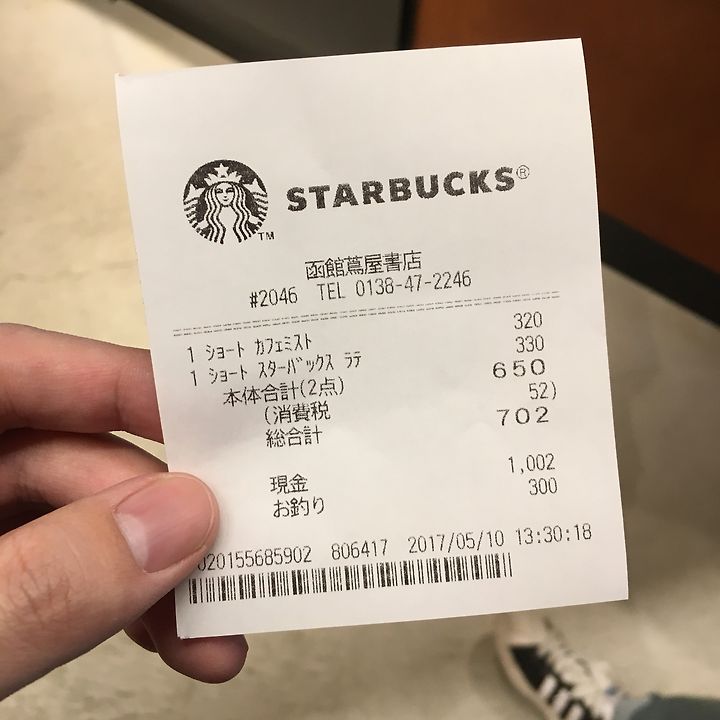 STARBUCKS®
TM
函館蔦屋書店
#2046 TEL 0138-47-2246
1 ショート カフェミスト 320
1 ショート スターバックス ラテ 330
本体合計(2点) 650
(消費税 52)
総合計 702
現金 1,002
お釣り 300
020155685902 806417 2017/05/10 13:30:18